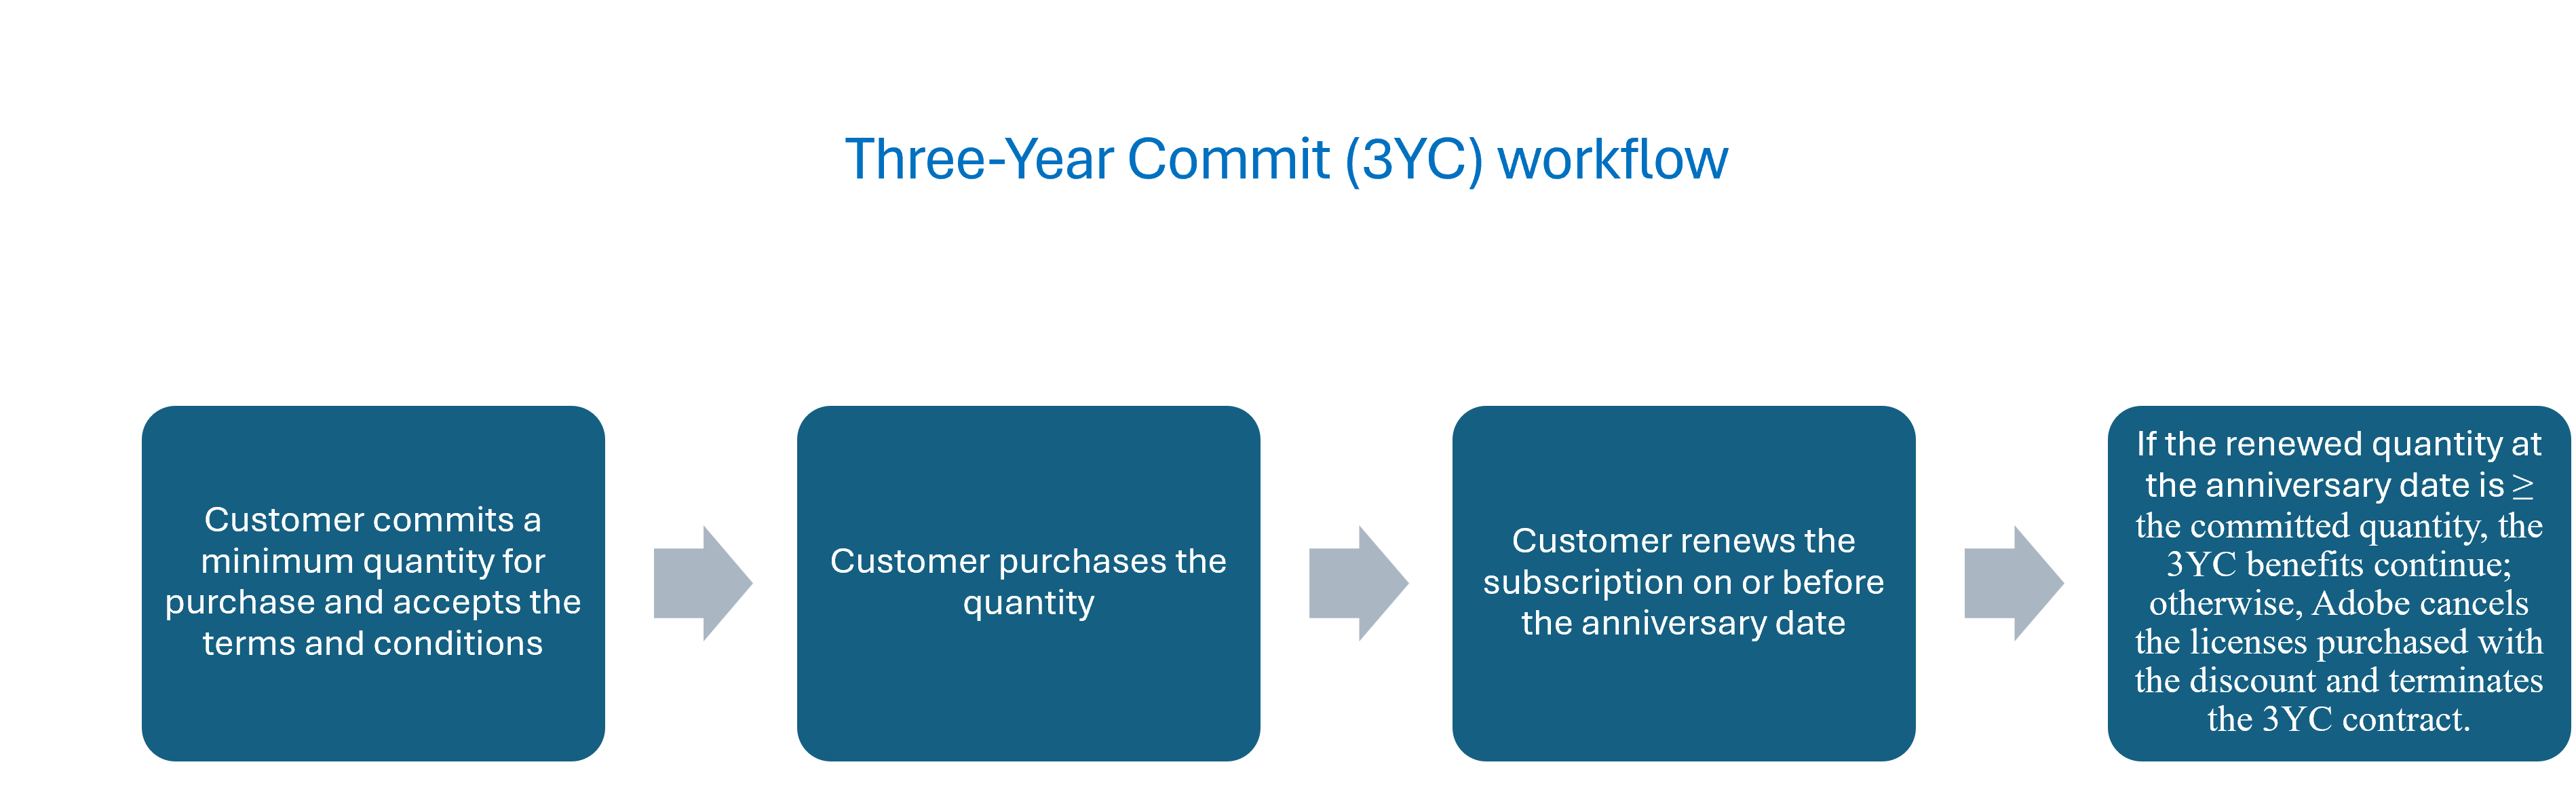 Three-Year Commit (3YC) workflow
Customer commits a
minimum quantity for
purchase and accepts the
terms and conditions
Customer purchases the
quantity
Customer renews the
subscription on or before
the anniversary date
If the renewed quantity at
the anniversary date is ≥
the committed quantity, the
3YC benefits continue;
otherwise, Adobe cancels
the licenses purchased with
the discount and terminates
the 3YC contract.